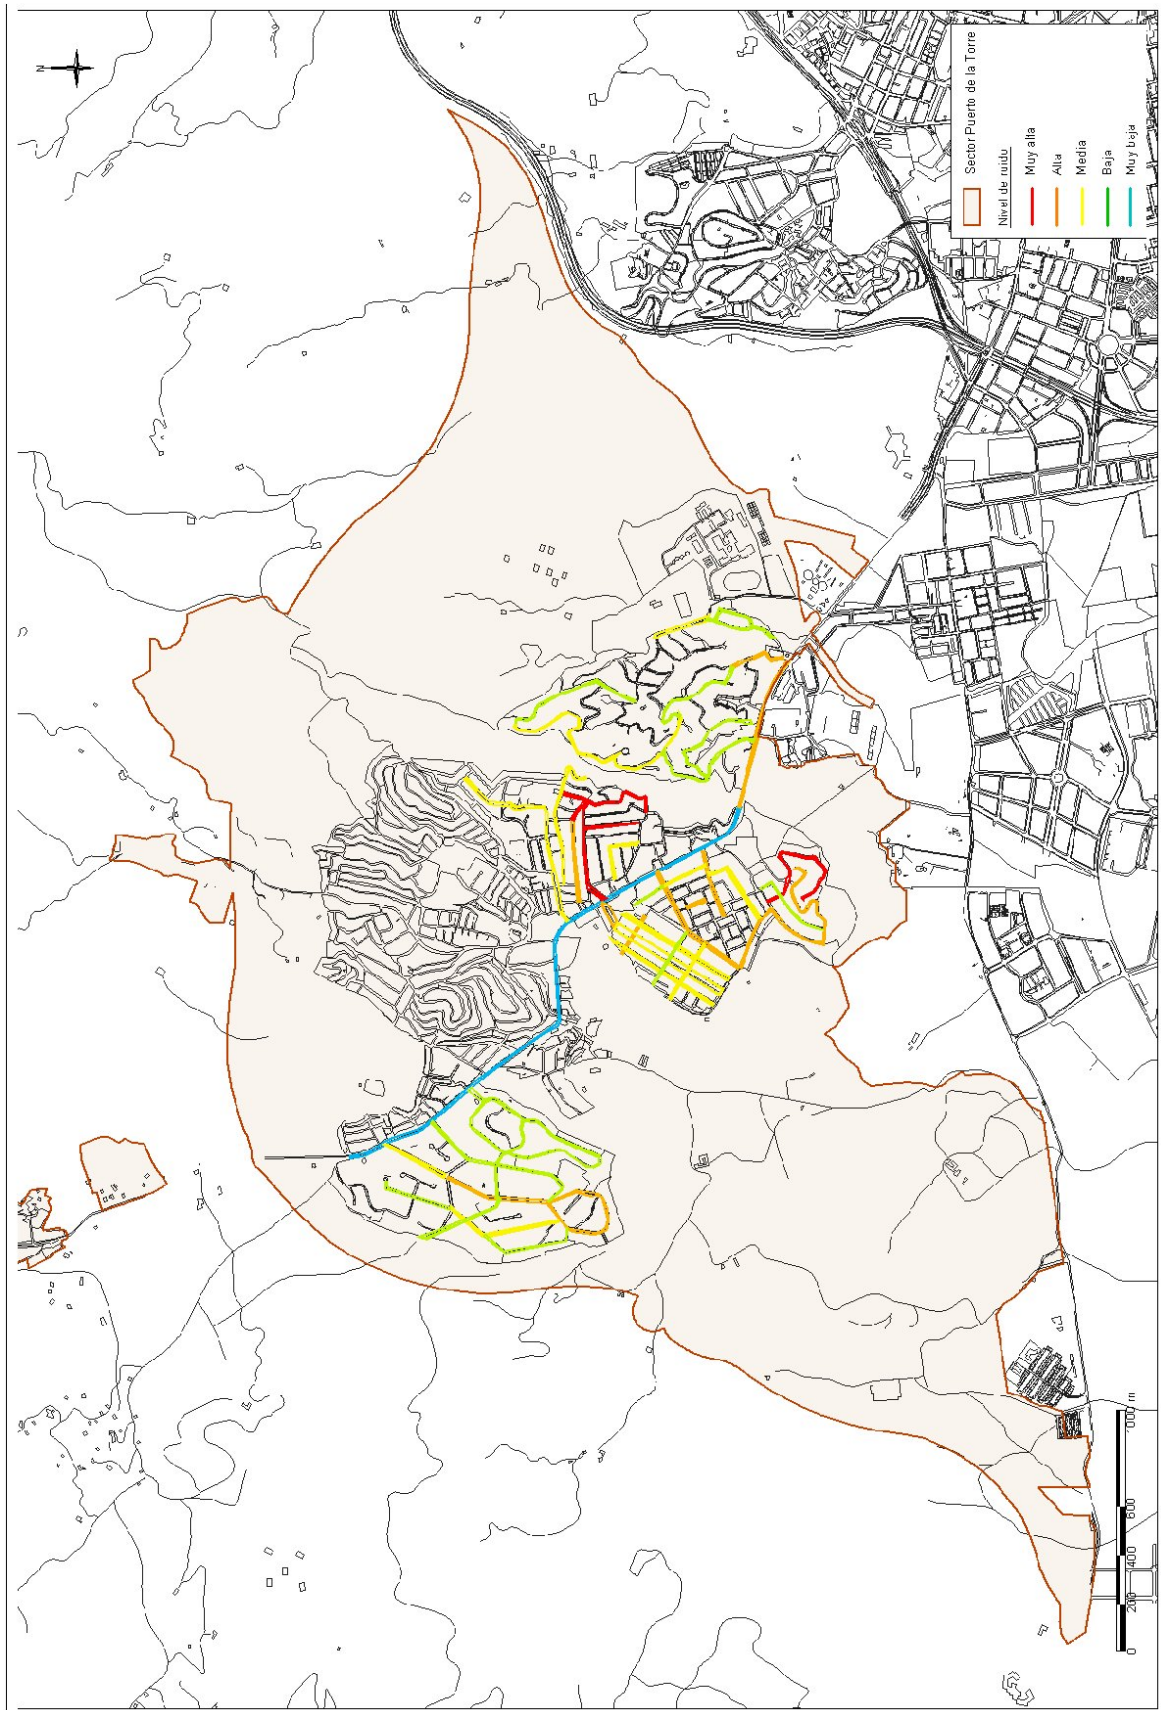 N
Sector Puerto de la Torre
Nivel de ruido
Muy alta
Alta
Media
Baja
Muy baja
0 200 400 600 1000 m